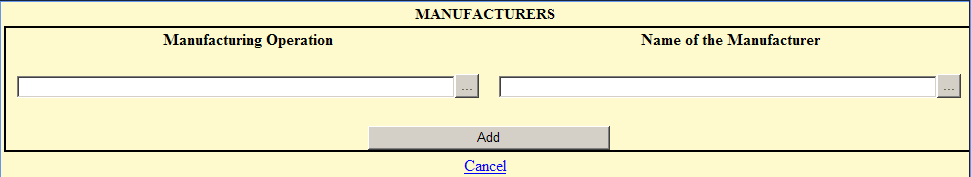 MANUFACTURERS
Manufacturing Operation Name of the Manufacturer
... ...
Add
Cancel